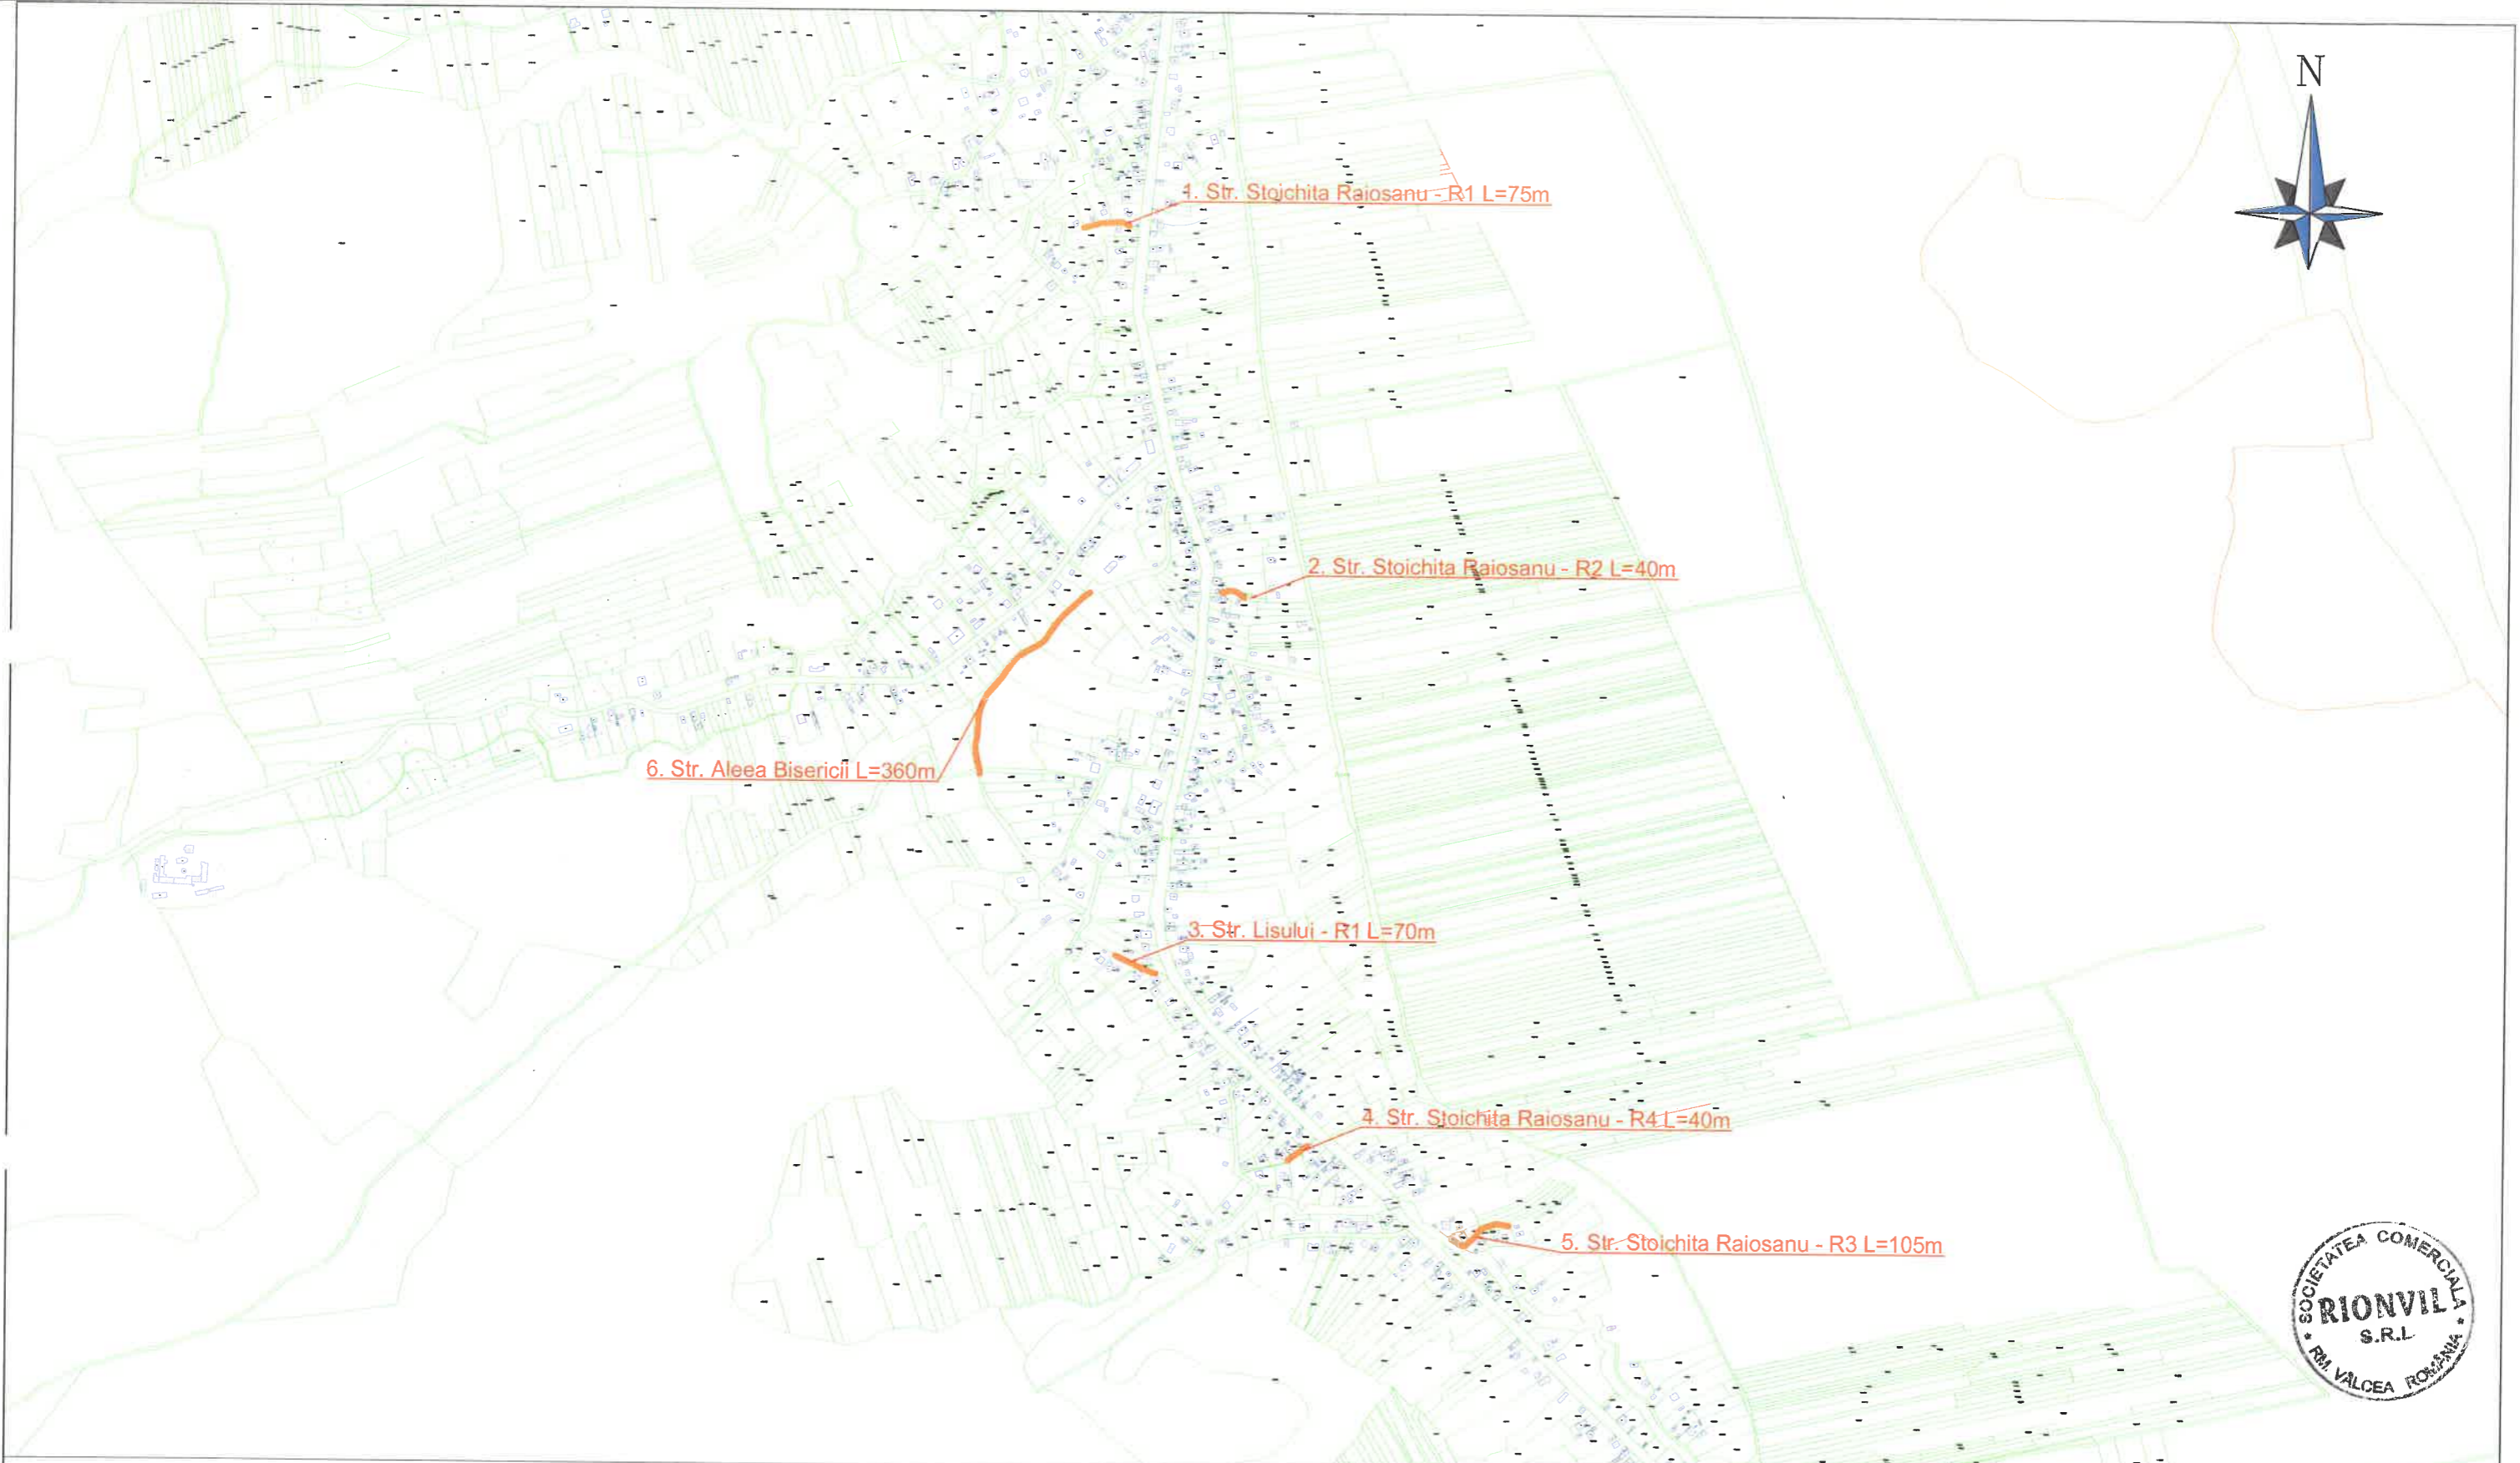 N
1. Str. Stoichita Raiosanu - R1 L=75m
2. Str. Stoichita Raiosanu - R2 L=40m
6. Str. Aleea Bisericii L=360m
3. Str. Lisului - R1 L=70m
4. Str. Stoichita Raiosanu - R4 L=40m
5. Str. Stoichita Raiosanu - R3 L=105m
SOCIETATEA COMERCIALA
RIONVIL
S.R.L
* RM. VÂLCEA ROMÂNIA *